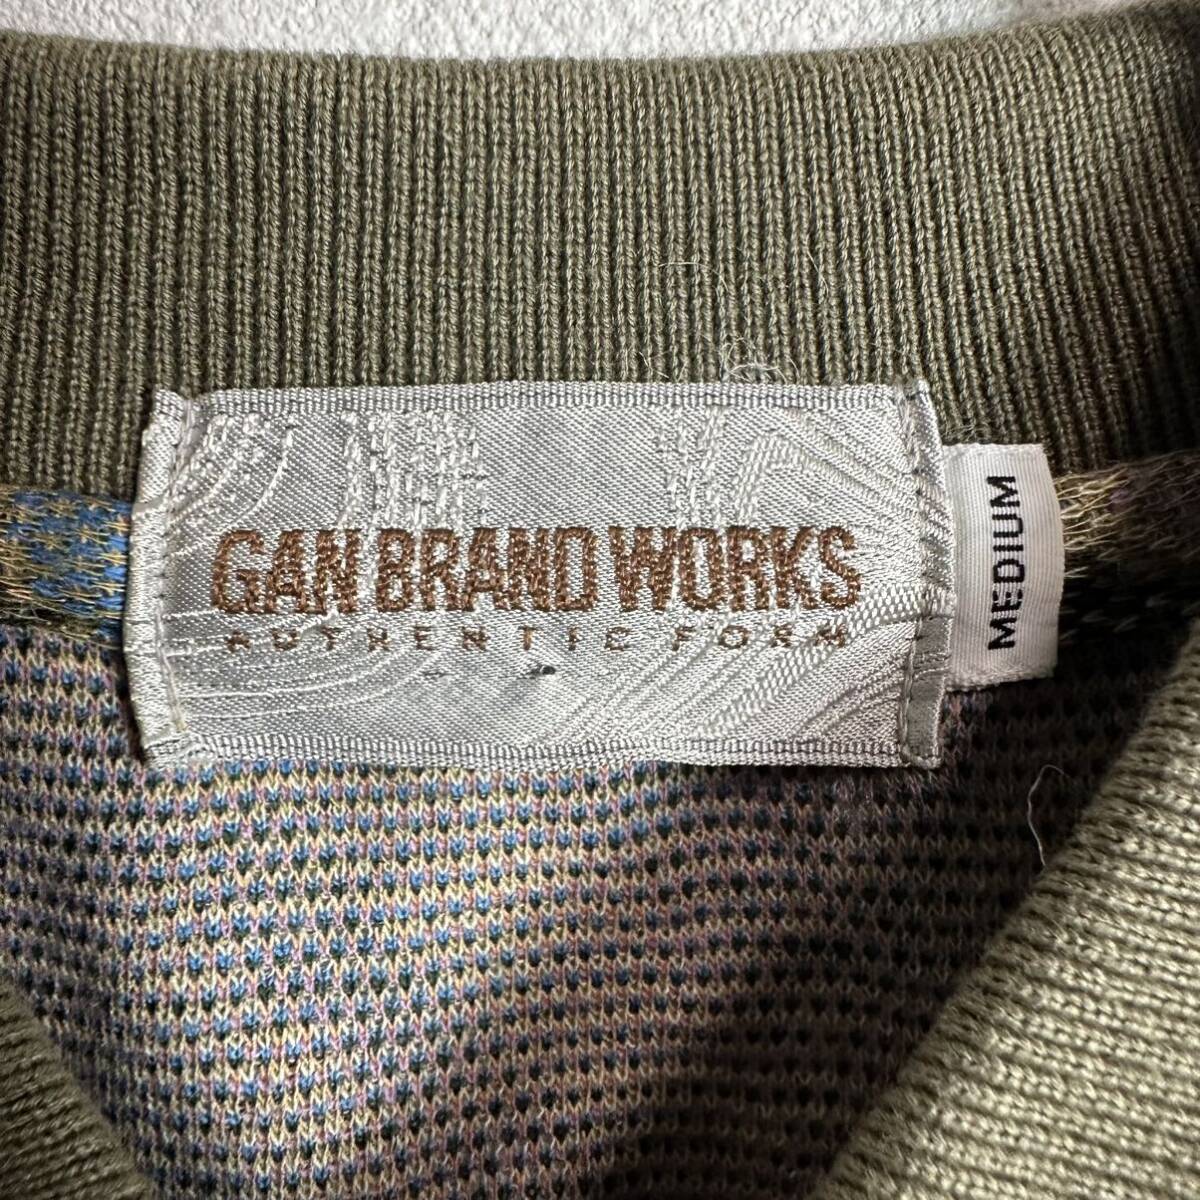 GAN BRAND WORKS
AUTHENTIC FORM
MEDIUM